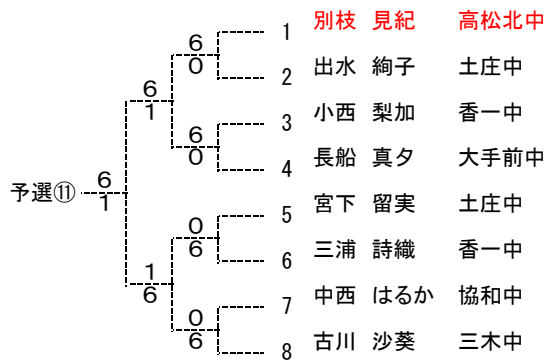 1 別枝 見紀 高松北中
6
0
2 出水 絢子 土庄中
6
1
3 小西 梨加 香一中
6
0
4 長船 真夕 大手前中
予選⑪
6
1
5 宮下 留実 土庄中
0
6
6 三浦 詩織 香一中
1
6
7 中西 はるか 協和中
0
6
8 古川 沙葵 三木中